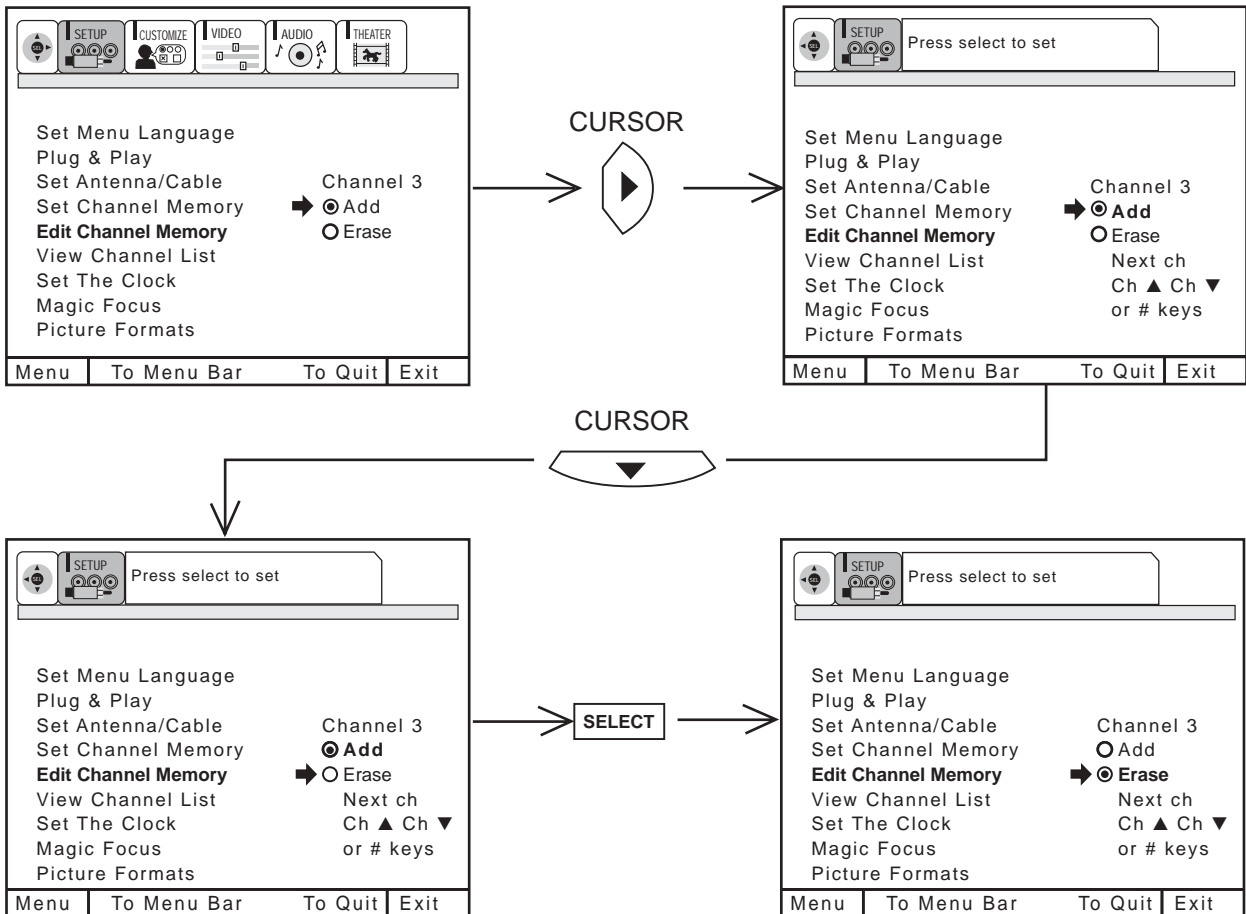 SEL
SETUP
CUSTOMIZE
VIDEO
AUDIO
THEATER
Set Menu Language
Plug & Play
Set Antenna/Cable Channel 3
Set Channel Memory Add
Edit Channel Memory Erase
View Channel List
Set The Clock
Magic Focus
Picture Formats
Menu To Menu Bar To Quit Exit
CURSOR
SEL
SETUP
Press select to set
Set Menu Language
Plug & Play
Set Antenna/Cable Channel 3
Set Channel Memory Add
Edit Channel Memory Erase
View Channel List Next ch
Set The Clock Ch ▲ Ch ▼
Magic Focus or # keys
Picture Formats
Menu To Menu Bar To Quit Exit
CURSOR
SEL
SETUP
Press select to set
Set Menu Language
Plug & Play
Set Antenna/Cable Channel 3
Set Channel Memory Add
Edit Channel Memory Erase
View Channel List Next ch
Set The Clock Ch ▲ Ch ▼
Magic Focus or # keys
Picture Formats
Menu To Menu Bar To Quit Exit
SELECT
SEL
SETUP
Press select to set
Set Menu Language
Plug & Play
Set Antenna/Cable Channel 3
Set Channel Memory Add
Edit Channel Memory Erase
View Channel List Next ch
Set The Clock Ch ▲ Ch ▼
Magic Focus or # keys
Picture Formats
Menu To Menu Bar To Quit Exit